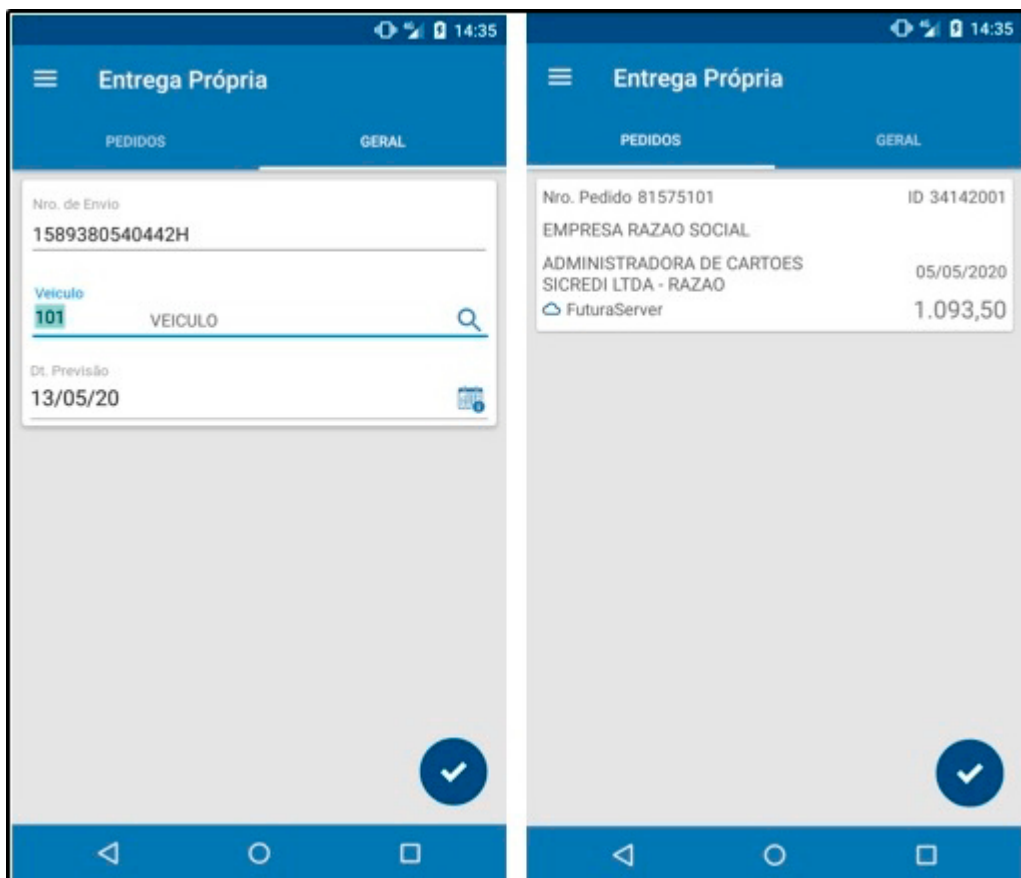 14:35
Entrega Própria
PEDIDOS GERAL
Nro. de Envio
1589380540442H
Veiculo
101 VEICULO
Dt. Previsão
13/05/20
14:35
Entrega Própria
PEDIDOS GERAL
Nro. Pedido 81575101 ID 34142001
EMPRESA RAZAO SOCIAL
ADMINISTRADORA DE CARTOES
SICREDI LTDA - RAZAO 05/05/2020
FuturaServer 1.093,50